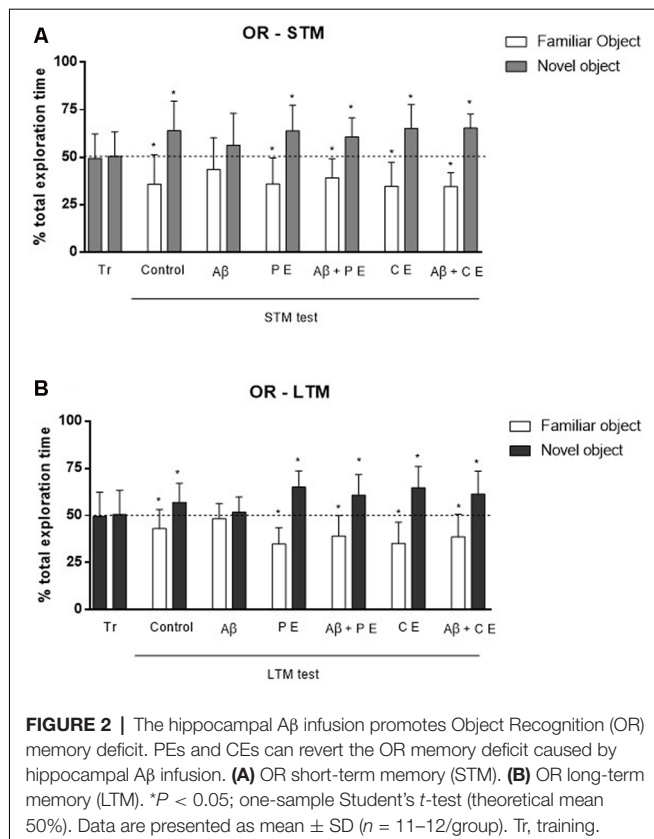 A
OR - STM
Familiar Object
Novel object
% total exploration time
100
75
50
25
0
Tr Control Aβ P E Aβ + P E C E Aβ + C E
STM test
B
OR - LTM
Familiar object
Novel object
% total exploration time
100
75
50
25
0
Tr Control Aβ P E Aβ + P E C E Aβ + C E
LTM test
FIGURE 2 | The hippocampal Aβ infusion promotes Object Recognition (OR)
memory deficit. PEs and CEs can revert the OR memory deficit caused by
hippocampal Aβ infusion. (A) OR short-term memory (STM). (B) OR long-term
memory (LTM). *P < 0.05; one-sample Student’s t-test (theoretical mean
50%). Data are presented as mean ± SD (n = 11–12/group). Tr, training.